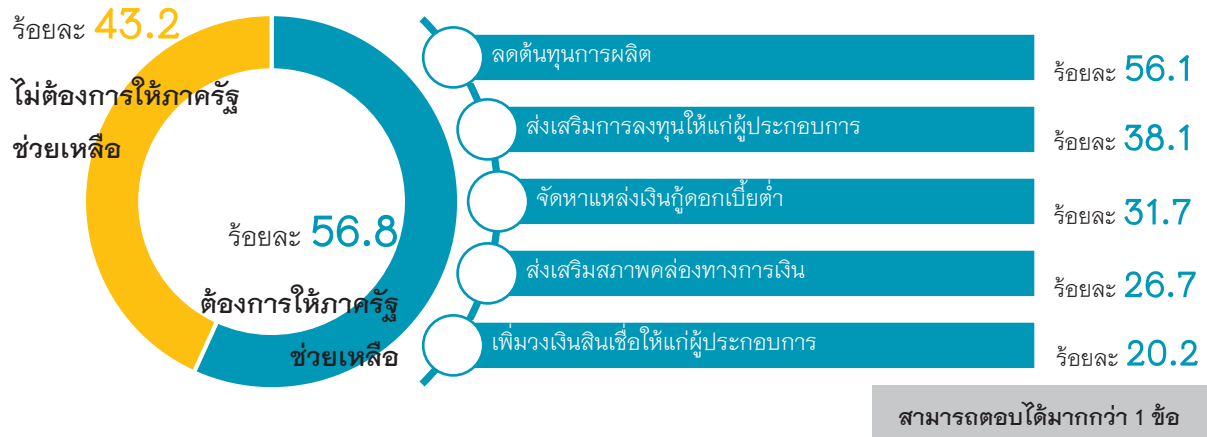 ร้อยละ 43.2
ไม่ต้องการให้ภาครัฐ
ช่วยเหลือ
ร้อยละ 56.8
ต้องการให้ภาครัฐ
ช่วยเหลือ
ลดต้นทุนการผลิต
ร้อยละ 56.1
ส่งเสริมการลงทุนให้แก่ผู้ประกอบการ
ร้อยละ 38.1
จัดหาแหล่งเงินกู้ดอกเบี้ยต่ำ
ร้อยละ 31.7
ส่งเสริมสภาพคล่องทางการเงิน
ร้อยละ 26.7
เพิ่มวงเงินสินเชื่อให้แก่ผู้ประกอบการ
ร้อยละ 20.2
สามารถตอบได้มากกว่า 1 ข้อ